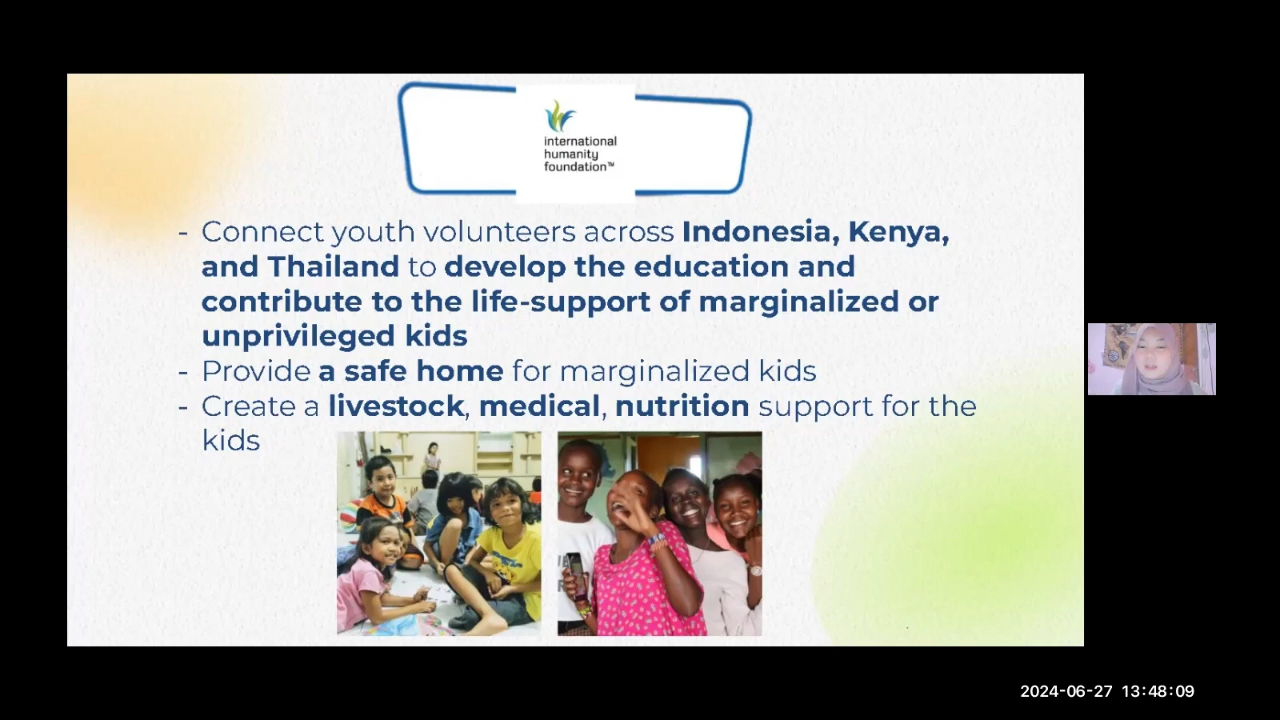 international
humanity
foundation™
- Connect youth volunteers across Indonesia, Kenya,
and Thailand to develop the education and
contribute to the life-support of marginalized or
unprivileged kids
- Provide a safe home for marginalized kids
- Create a livestock, medical, nutrition support for the
kids
2024-06-27 13:48:09